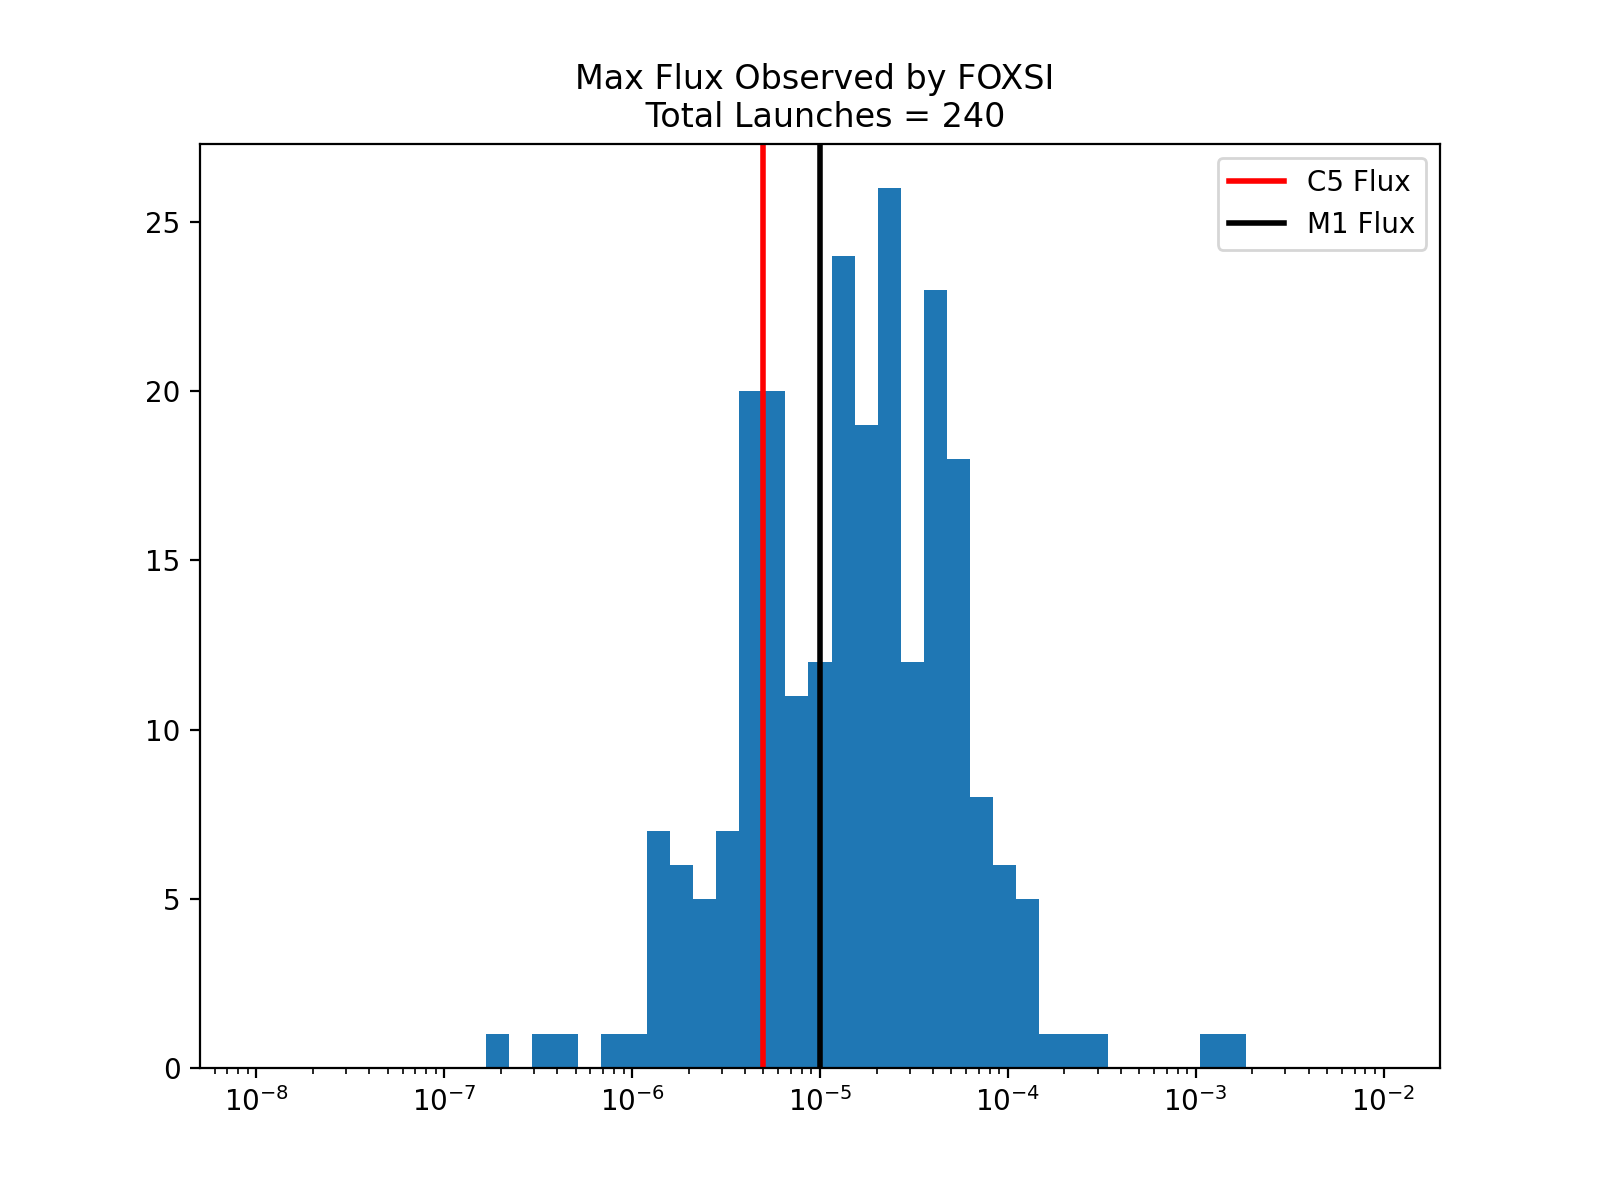 Max Flux Observed by FOXSI
Total Launches = 240
C5 Flux
M1 Flux
25
20
15
10
5
0
10⁻⁸ 10⁻⁷ 10⁻⁶ 10⁻⁵ 10⁻⁴ 10⁻³ 10⁻²